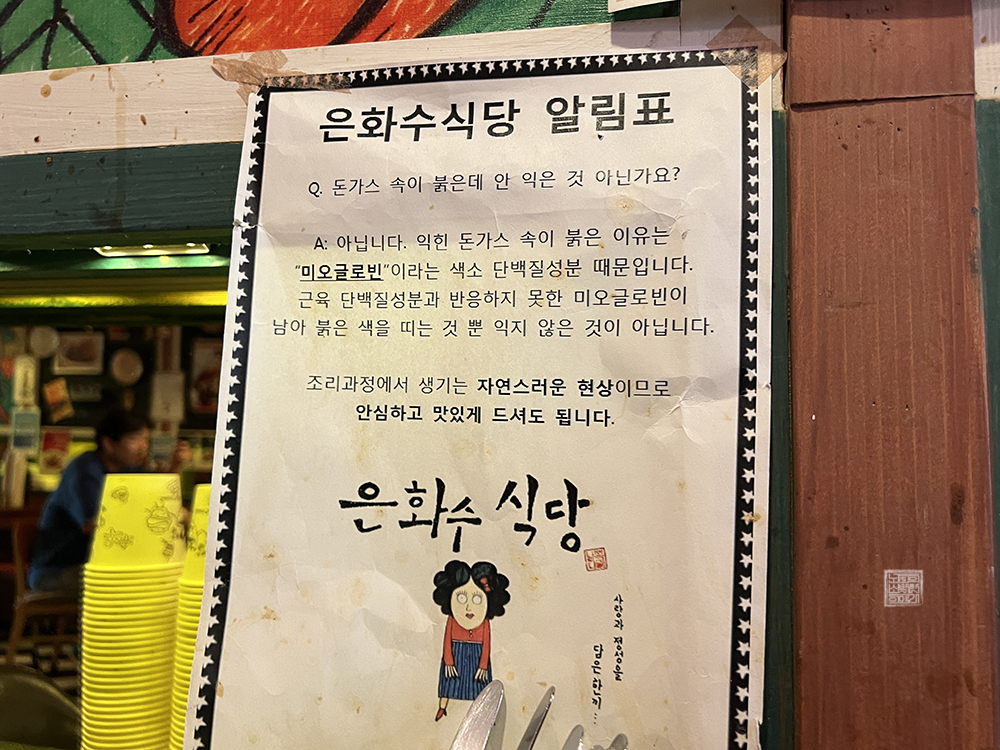 은화수식당 알림표
Q. 돈가스 속이 붉은데 안 익은 것 아닌가요?
A: 아닙니다. 익힌 돈가스 속이 붉은 이유는
"미오글로빈"이라는 색소 단백질성분 때문입니다.
근육 단백질성분과 반응하지 못한 미오글로빈이
남아 붉은 색을 띠는 것 뿐 익지 않은 것이 아닙니다.
조리과정에서 생기는 자연스러운 현상이므로
안심하고 맛있게 드셔도 됩니다.
은화수 식당
사랑과 정성을
담은 한끼...